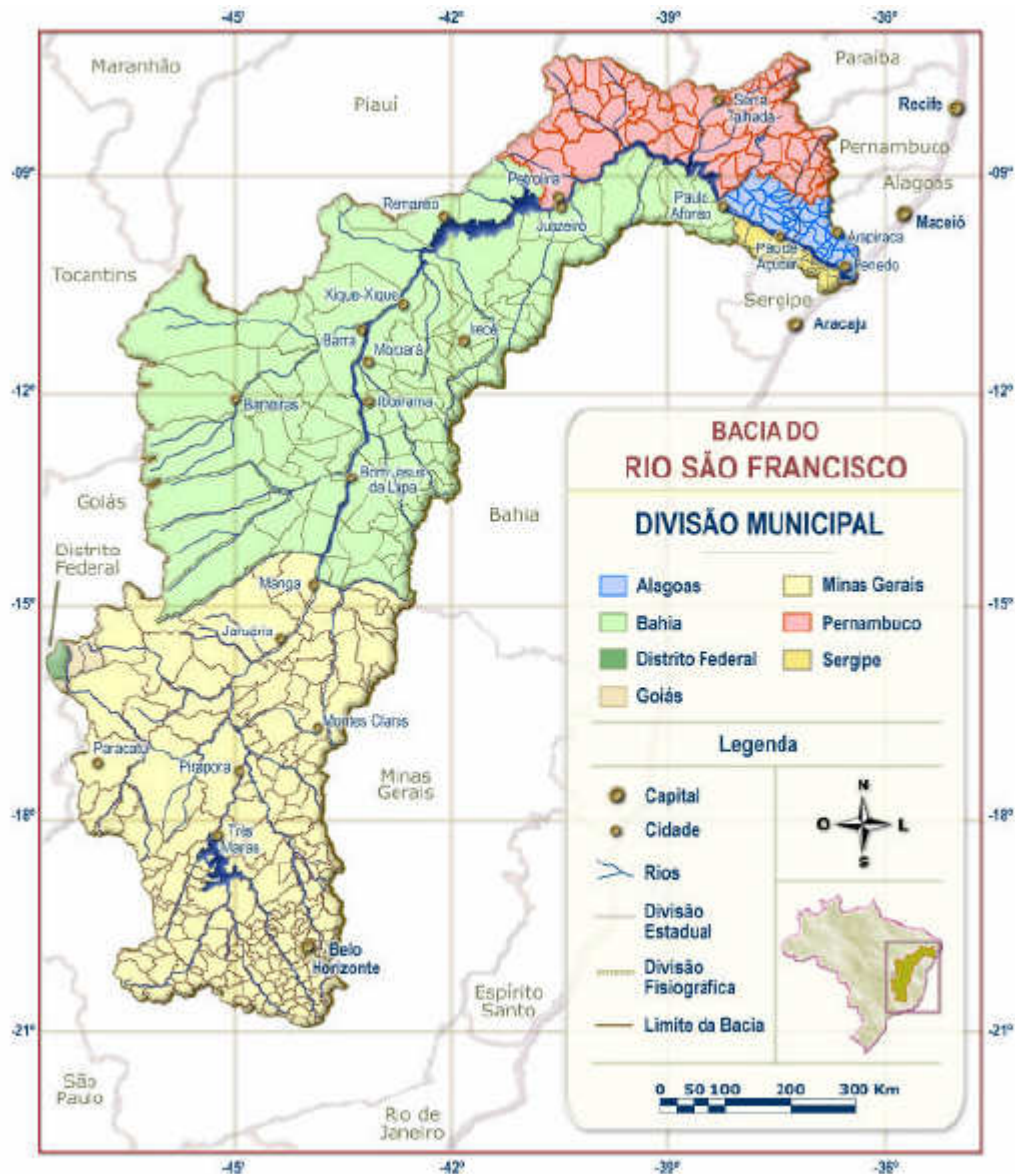 -45°
-42°
-39°
-36°
Maranhão
Piauí
Paraíba
Recife
Serra
Talhada
Pernambuco
-09°
-09°
Alagoas
Petrolina
Paulo
Afonso
Remanso
Juazeiro
Maceió
Arapiraca
Pão de
Açúcar
Penedo
Tocantins
Sergipe
Xique-Xique
Aracaju
Barra
Irecê
Morpará
-12°
-12°
Barreiras
Ibotirama
Bom Jesus
da Lapa
Goiás
Bahia
Distrito
Federal
Manga
-15°
-15°
Januária
Montes Claros
Paracatu
Pirapora
Minas
Gerais
-18°
-18°
Três
Marias
Belo
Horizonte
Espírito
Santo
-21°
-21°
São
Paulo
Rio de
Janeiro
-45°
-42°
-39°
-36°
BACIA DO
RIO SÃO FRANCISCO
DIVISÃO MUNICIPAL
Alagoas
Minas Gerais
Bahia
Pernambuco
Distrito Federal
Sergipe
Goiás
Legenda
Capital
Cidade
Rios
Divisão
Estadual
Divisão
Fisiográfica
Limite da Bacia
N
O
L
S
0 50 100 200 300 Km